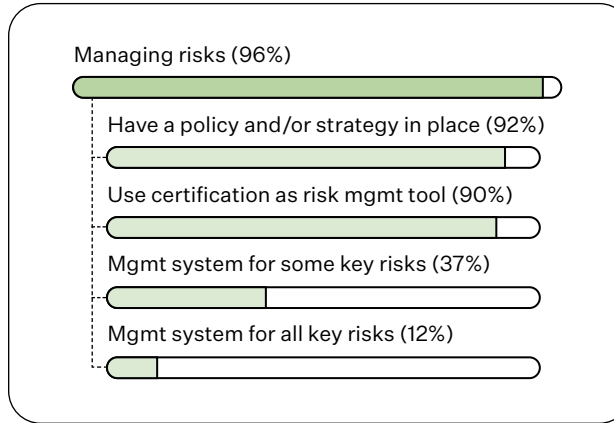 Managing risks (96%)
Have a policy and/or strategy in place (92%)
Use certification as risk mgmt tool (90%)
Mgmt system for some key risks (37%)
Mgmt system for all key risks (12%)